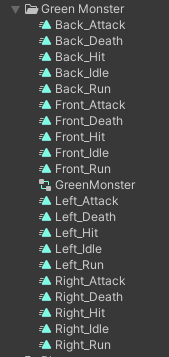 Green Monster
Back_Attack
Back_Death
Back_Hit
Back_Idle
Back_Run
Front_Attack
Front_Death
Front_Hit
Front_Idle
Front_Run
GreenMonster
Left_Attack
Left_Death
Left_Hit
Left_Idle
Left_Run
Right_Attack
Right_Death
Right_Hit
Right_Idle
Right_Run